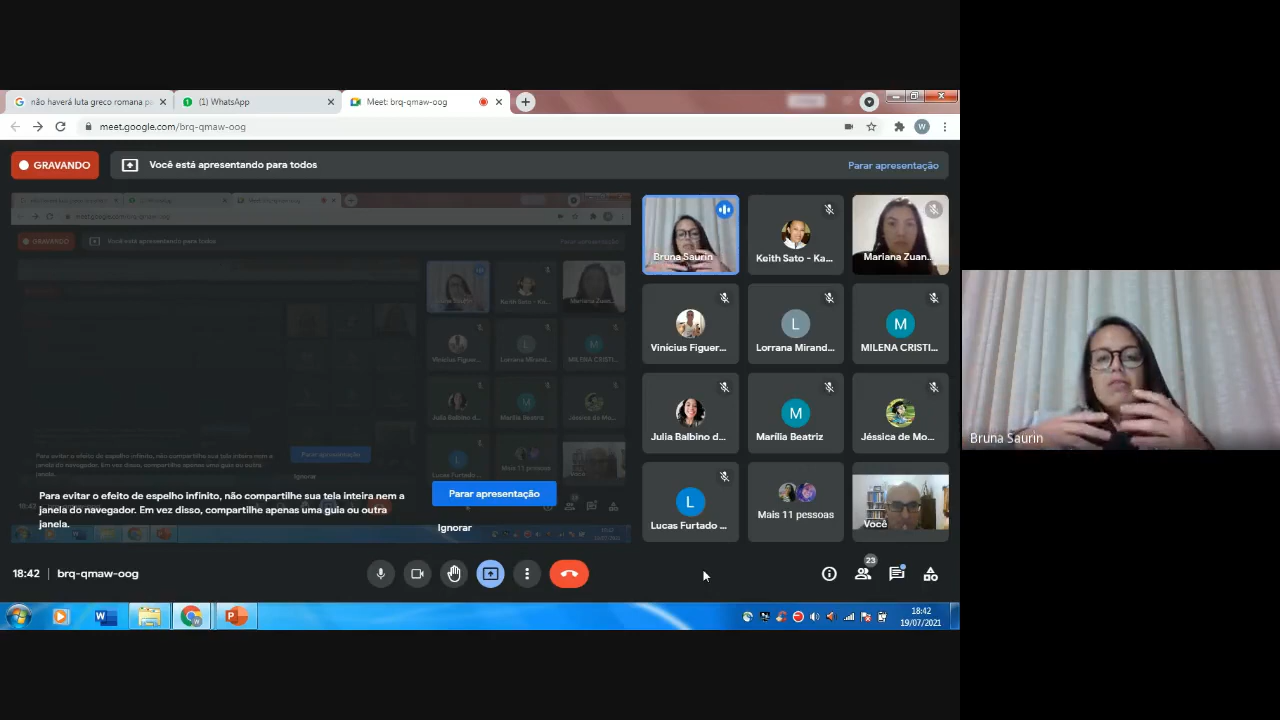 não haverá luta greco romana p
(1) WhatsApp
Meet: brq-qmaw-oog
meet.google.com/brq-qmaw-oog
W
GRAVANDO
Você está apresentando para todos
Parar apresentação
Bruna Saurin
Keith Sato - Ka...
Mariana Zuan...
Vinícius Figuer...
L
Lorrana Mirand...
M
MILENA CRISTI...
Julia Balbino d...
M
Marília Beatriz
Jéssica de Mo...
L
Lucas Furtado ...
Mais 11 pessoas
Você
Para evitar o efeito de espelho infinito, não compartilhe sua tela inteira nem a
janela do navegador. Em vez disso, compartilhe apenas uma guia ou outra
janela.
Parar apresentação
Ignorar
18:42 | brq-qmaw-oog
23
18:42
19/07/2021
Bruna Saurin